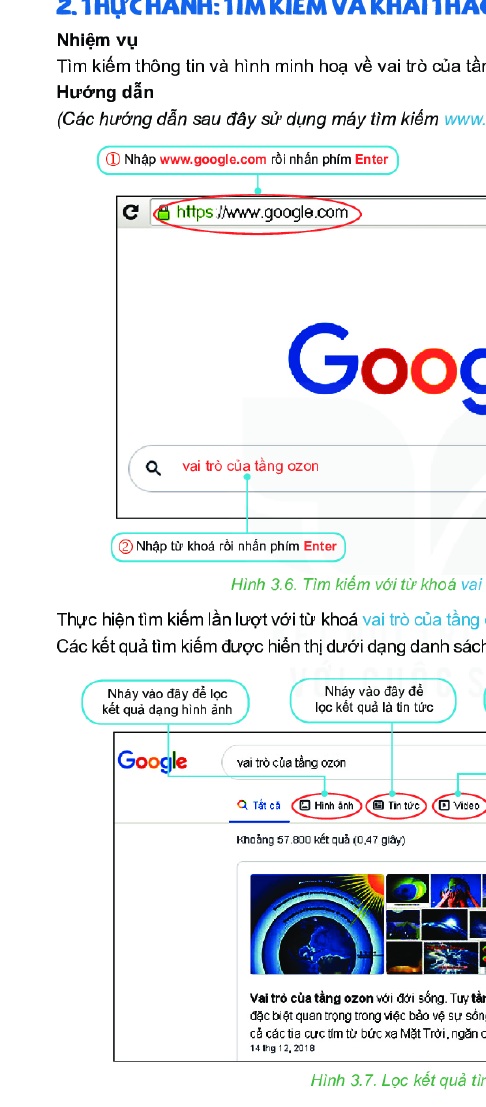 2. THỰC HÀNH: TÌM KIẾM VÀ KHAI THÁC
Nhiệm vụ
Tìm kiếm thông tin và hình minh hoạ về vai trò của tần
Hướng dẫn
(Các hướng dẫn sau đây sử dụng máy tìm kiếm www.
① Nhập www.google.com rồi nhấn phím Enter
https://www.google.com
Goog
vai trò của tầng ozon
② Nhập từ khoá rồi nhấn phím Enter
Hình 3.6. Tìm kiếm với từ khoá vai
Thực hiện tìm kiếm lần lượt với từ khoá vai trò của tầng
Các kết quả tìm kiếm được hiển thị dưới dạng danh sách
Nháy vào đây để lọc
kết quả dạng hình ảnh
Nháy vào đây để
lọc kết quả là tin tức
Google
vai trò của tầng ozon
Tất cả Hình ảnh Tin tức Video
Khoảng 57.800 kết quả (0,47 giây)
Vai trò của tầng ozon với đời sống. Tuy tần
đặc biệt quan trọng trong việc bảo vệ sự sốn
cả các tia cực tím từ bức xạ Mặt Trời, ngăn c
14 thg 12, 2018
Hình 3.7. Lọc kết quả tìn